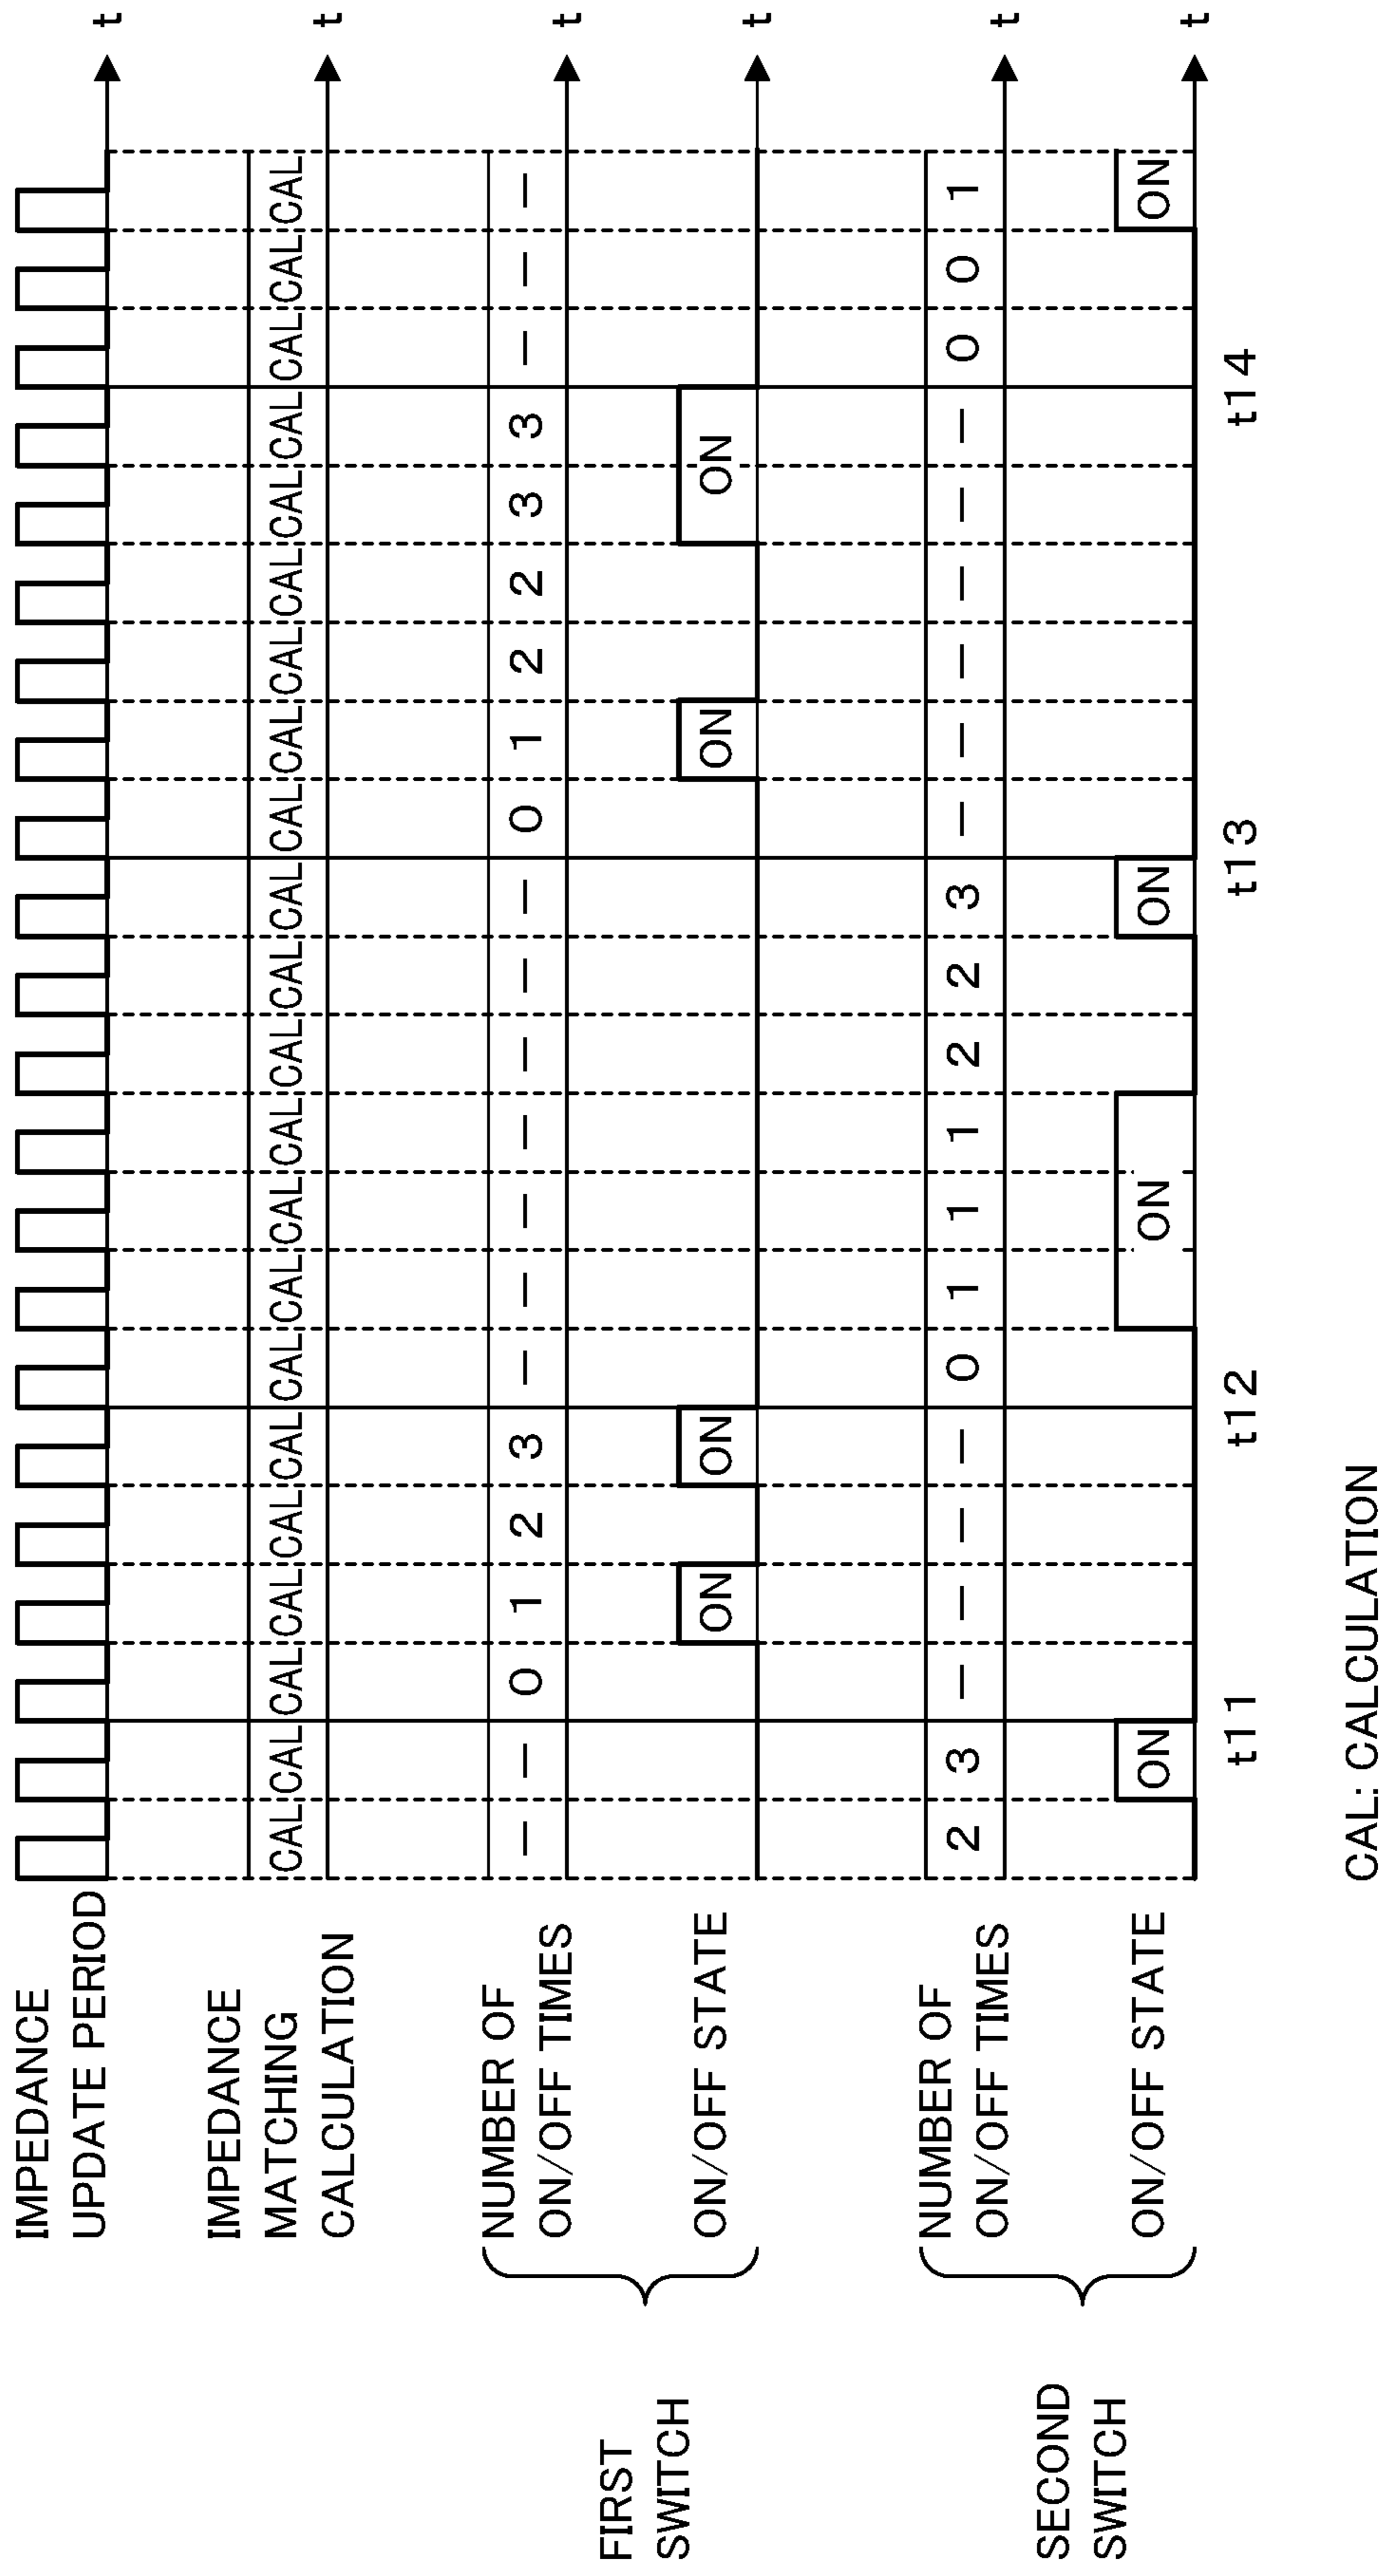 IMPEDANCE
UPDATE PERIOD
t
IMPEDANCE
MATCHING
CALCULATION
CAL CAL CAL CAL CAL CAL CAL CAL CAL CAL CAL CAL CAL CAL CAL CAL CAL CAL CAL CAL CAL CAL
t
FIRST
SWITCH
NUMBER OF
ON/OFF TIMES
— — 0 1 2 3 — — — — — — — 0 1 2 2 3 3 — — —
t
ON/OFF STATE
ON ON ON ON
t
SECOND
SWITCH
NUMBER OF
ON/OFF TIMES
2 3 — — — — 0 1 1 1 2 2 3 — — — — — — 0 0 1
t
ON/OFF STATE
ON ON ON ON
t
t11 t12 t13 t14
CAL: CALCULATION